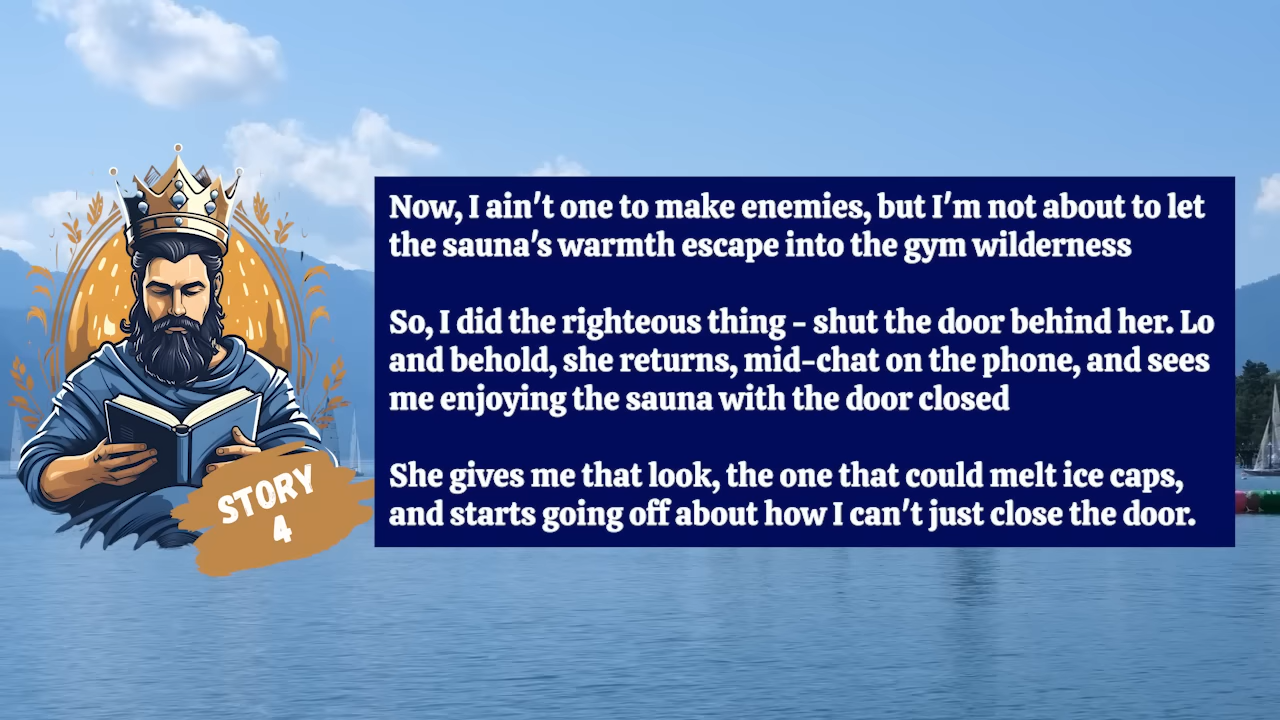 Now, I ain't one to make enemies, but I'm not about to let
the sauna's warmth escape into the gym wilderness
So, I did the righteous thing - shut the door behind her. Lo
and behold, she returns, mid-chat on the phone, and sees
me enjoying the sauna with the door closed
She gives me that look, the one that could melt ice caps,
and starts going off about how I can't just close the door.
STORY
4